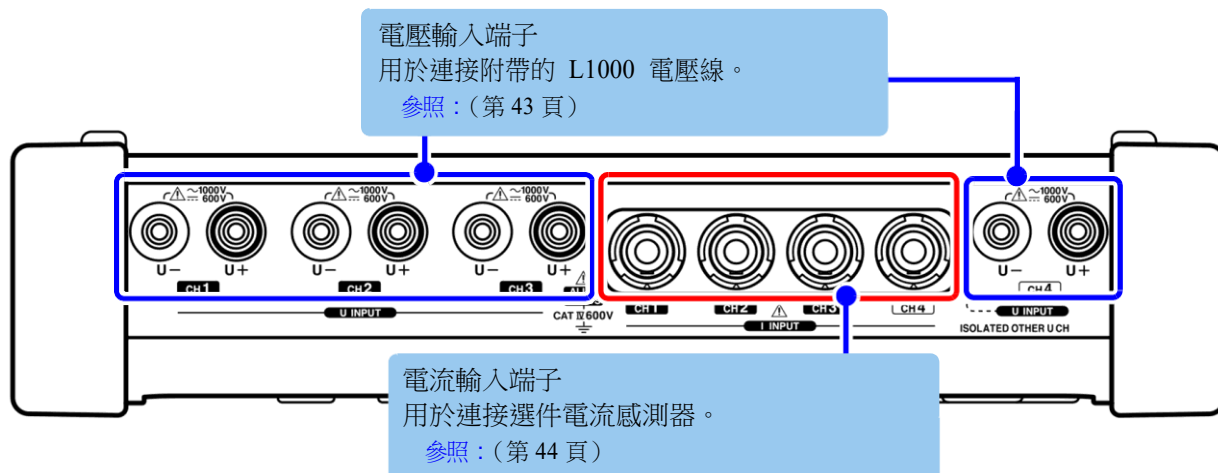 電壓輸入端子
用於連接附帶的 L1000 電壓線。
參照：（第 43 頁）
～1000V
600V
～1000V
600V
～1000V
600V
～1000V
600V
U－ U＋ U－ U＋ U－ U＋ U－ U＋
CH1 CH2 CH3 CH4
U INPUT
CAT Ⅳ 600V
CH1 CH2 CH3 CH4
I INPUT
U INPUT
ISOLATED OTHER U CH
電流輸入端子
用於連接選件電流感測器。
參照：（第 44 頁）